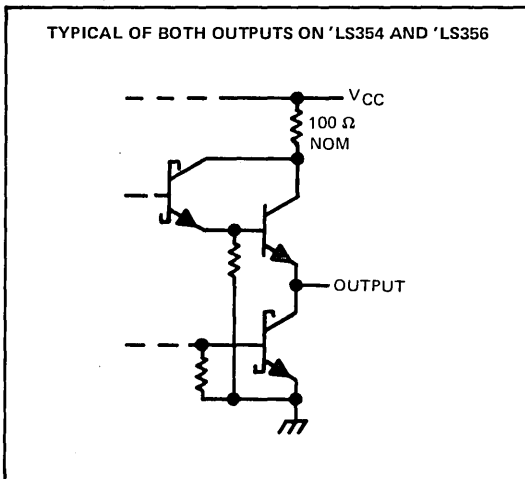 TYPICAL OF BOTH OUTPUTS ON 'LS354 AND 'LS356
VCC
100 Ω
NOM
OUTPUT